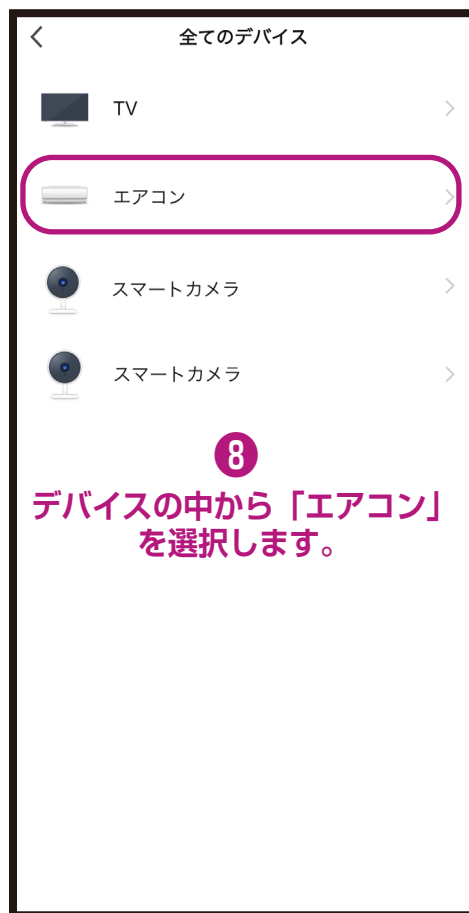 全てのデバイス
TV
エアコン
スマートカメラ
スマートカメラ
❽
デバイスの中から「エアコン」
を選択します。